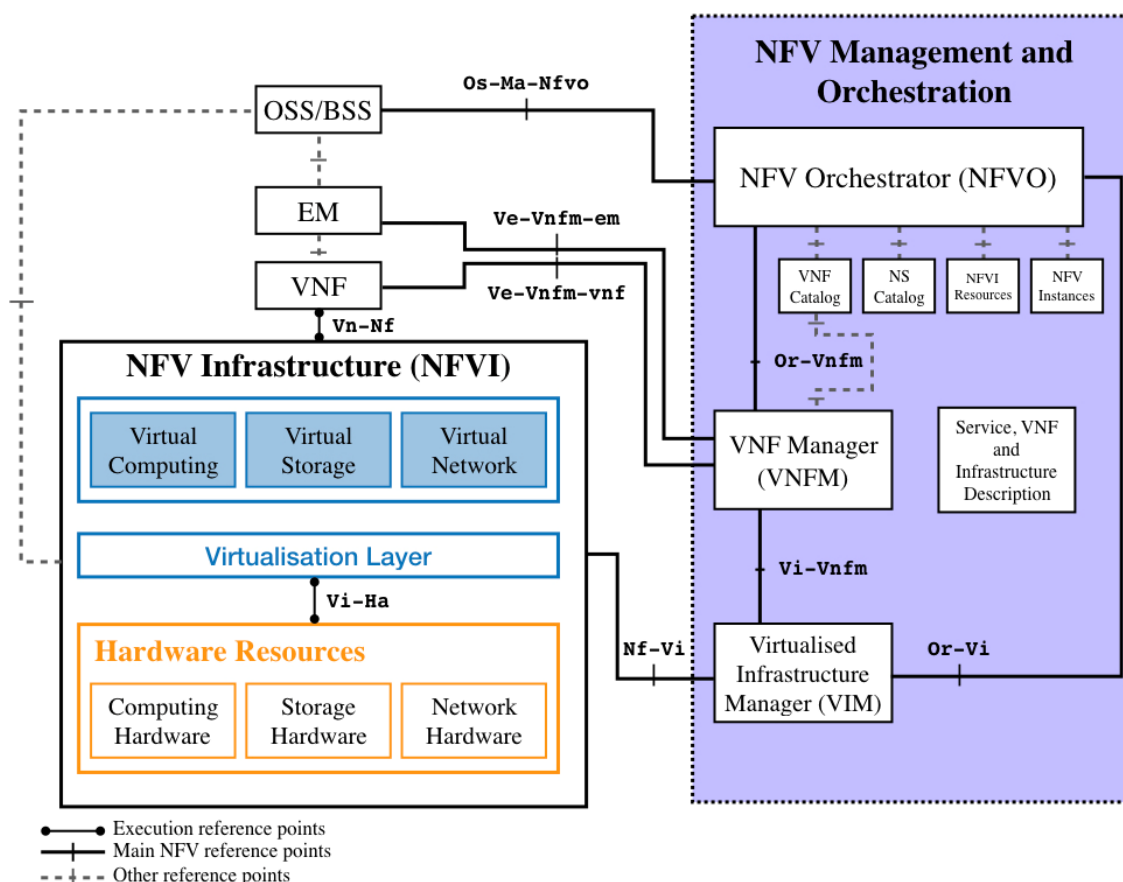 NFV Management and
Orchestration
Os-Ma-Nfvo
OSS/BSS
NFV Orchestrator (NFVO)
EM
Ve-Vnfm-em
VNF
Ve-Vnfm-vnf
VNF
Catalog
NS
Catalog
NFVI
Resources
NFV
Instances
Vn-Nf
NFV Infrastructure (NFVI)
Or-Vnfm
Virtual
Computing
Virtual
Storage
Virtual
Network
VNF Manager
(VNFM)
Service, VNF
and
Infrastructure
Description
Virtualisation Layer
Vi-Vnfm
Vi-Ha
Hardware Resources
Nf-Vi
Virtualised
Infrastructure
Manager (VIM)
Or-Vi
Computing
Hardware
Storage
Hardware
Network
Hardware
Execution reference points
Main NFV reference points
Other reference points